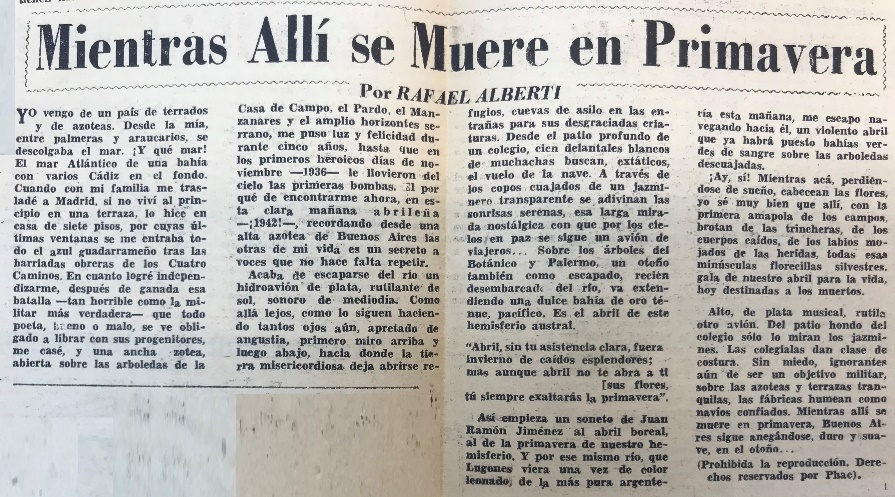 Mientras Allí se Muere en Primavera
Por RAFAEL ALBERTI
YO vengo de un país de terrados
y de azoteas. Desde la mía,
entre palmeras y araucarios, se
descolgaba el mar. ¡Y qué mar!
El mar Atlántico de una bahía
con varios Cádiz en el fondo.
Cuando con mi familia me tras-
ladé a Madrid, si no viví al prin-
cipio en una terraza, lo hice en
casa de siete pisos, por cuyas úl-
timas ventanas se me entraba to-
do el azul guadarrameño tras las
barriadas obreras de los Cuatro
Caminos. En cuanto logré indepen-
dizarme, después de ganada esa
batalla —tan horrible como la mi-
litar más verdadera— que todo
poeta, bueno o malo, se ve obli-
gado a librar con sus progenitores,
me casé, y una ancha zotea,
abierta sobre las arboledas de la
Casa de Campo, el Pardo, el Man-
zanares y el amplio horizontes se-
rrano, me puso luz y felicidad du-
rante cinco años, hasta que en
los primeros heroicos días de no-
viembre —1936— le llovieron del
cielo las primeras bombas. El por
qué de encontrarme ahora, en es-
ta clara mañana abrileña
—¡1942!—, recordando desde una
alta azotea de Buenos Aires las
otras de mi vida es un secreto a
voces que no hace falta repetir.
Acaba de escaparse del río un
hidroavión de plata, rutilante de
sol, sonoro de mediodía. Como
allá lejos, como lo siguen hacien-
do tantos ojos aún, apretado de
angustia, primero miro arriba y
luego abajo, hacia donde la tie-
rra misericordiosa deja abrirse re-
fugios, cuevas de asilo en las en-
trañas para sus desgraciadas cria-
turas. Desde el patio profundo de
un colegio, cien delantales blancos
de muchachas buscan, extáticos,
el vuelo de la nave. A través de
los copos cuajados de un jazmi-
nero transparente se adivinan las
sonrisas serenas, esa larga mira-
da nostálgica con que por los cie-
los en paz se sigue un avión de
viajeros... Sobre los árboles del
Botánico y Palermo, un otoño
también como escapado, recién
desembarcado del río, va exten-
diendo una dulce bahía de oro té-
nue, pacífico. Es el abril de este
hemisferio austral.
"Abril, sin tu asistencia clara, fuera
invierno de caídos esplendores;
mas aunque abril no te abra a ti
[sus flores,
tú siempre exaltarás la primavera".
Así empieza un soneto de Juan
Ramón Jiménez al abril boreal,
al de la primavera de nuestro he-
misferio. Y por ese mismo río, que
Lugones viera una vez de color
leonado, de la más pura argente-
ría esta mañana, me escapo na-
vegando hacia él, un violento abril
que ya habrá puesto bahías ver-
des de sangre sobre las arboledas
descuajadas.
¡Ay, sí! Mientras acá, perdién-
dose de sueño, cabecean las flores,
yo sé muy bien que allí, con la
primera amapola de los campos,
brotan de las trincheras, de los
cuerpos caídos, de los labios mo-
jados de las heridas, todas esas
minúsculas florecillas silvestres,
gala de nuestro abril para la vida,
hoy destinadas a los muertos.
Alto, de plata musical, rutila
otro avión. Del patio hondo del
colegio sólo lo miran los jazmi-
nes. Las colegialas dan clase de
costura. Sin miedo, ignorantes
aún de ser un objetivo militar,
sobre las azoteas y terrazas tran-
quilas, las fábricas humean como
navíos confiados. Mientras allí se
muere en primavera, Buenos Ai-
res sigue anegándose, duro y sua-
ve, en el otoño...
(Prohibida la reproducción. Dere-
chos reservados por Phac).